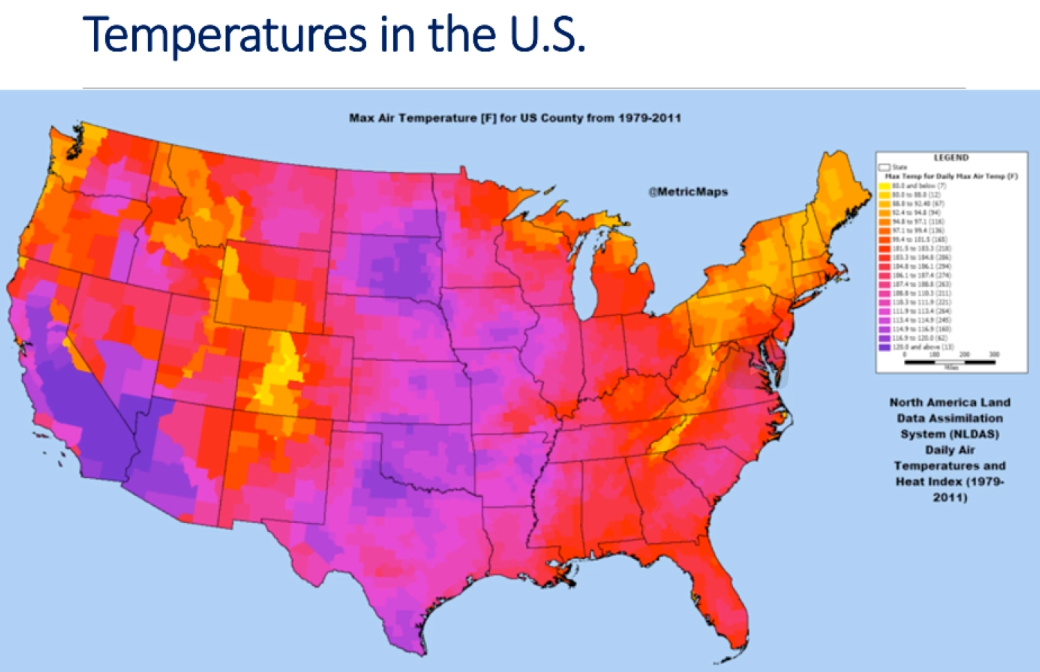 Temperatures in the U.S.
Max Air Temperature [F] for US County from 1979-2011
@MetricMaps
LEGEND
State
Max Temp for Daily Max Air Temp (F)
80.0 and below (7)
80.0 to 88.8 (12)
88.8 to 92.40 (67)
92.4 to 94.8 (94)
94.8 to 97.1 (116)
97.1 to 99.4 (136)
99.4 to 101.5 (165)
101.5 to 103.3 (218)
103.3 to 104.8 (286)
104.8 to 106.1 (294)
106.1 to 107.4 (274)
107.4 to 108.8 (263)
108.8 to 110.3 (211)
110.3 to 111.9 (221)
111.9 to 113.4 (264)
113.4 to 114.9 (245)
114.9 to 116.9 (160)
116.9 to 120.0 (62)
120.0 and above (13)
0 100 200 300
Miles
North America Land
Data Assimilation
System (NLDAS)
Daily Air
Temperatures and
Heat Index (1979-
2011)